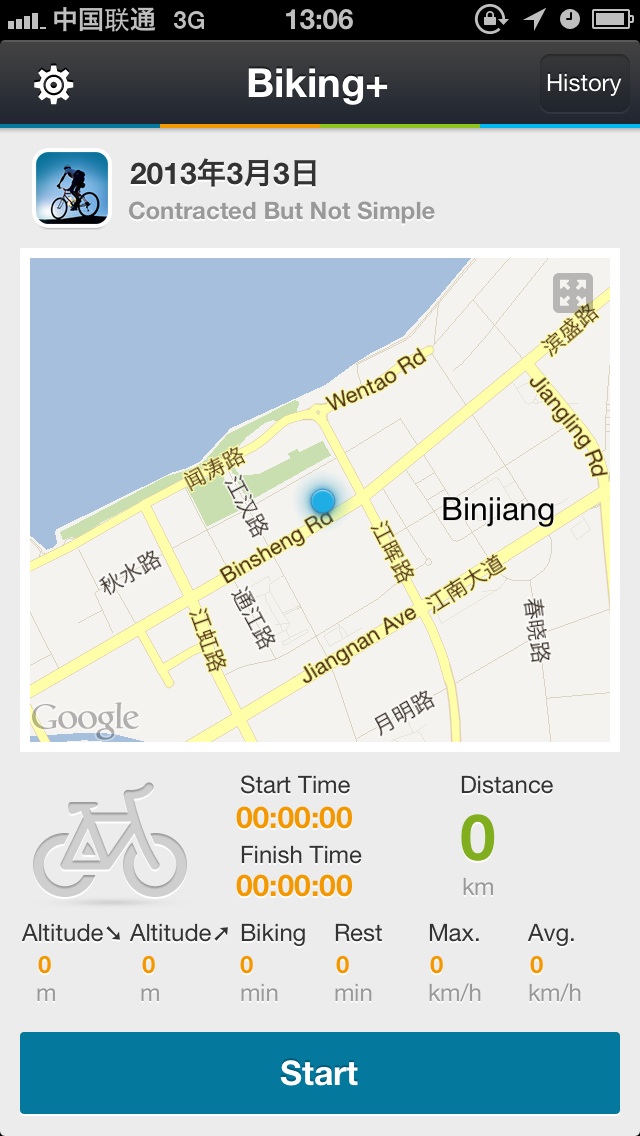 中国联通 3G 13:06
Biking+ History
2013年3月3日
Contracted But Not Simple
滨盛路
Wentao Rd
Jiangling Rd
闻涛路
江汉路
Binjiang
Binsheng Rd
江晖路
秋水路
江南大道
通江路
春晓路
江虹路
Jiangnan Ave
月明路
Google
Start Time Distance
00:00:00 0
Finish Time
00:00:00 km
Altitude↘ Altitude↗ Biking Rest Max. Avg.
0 0 0 0 0 0
m m min min km/h km/h
Start